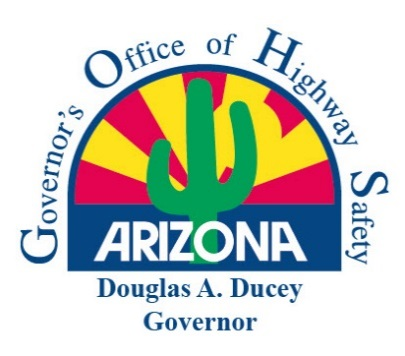 Governor's Office of Highway Safety
ARIZONA
Douglas A. Ducey
Governor